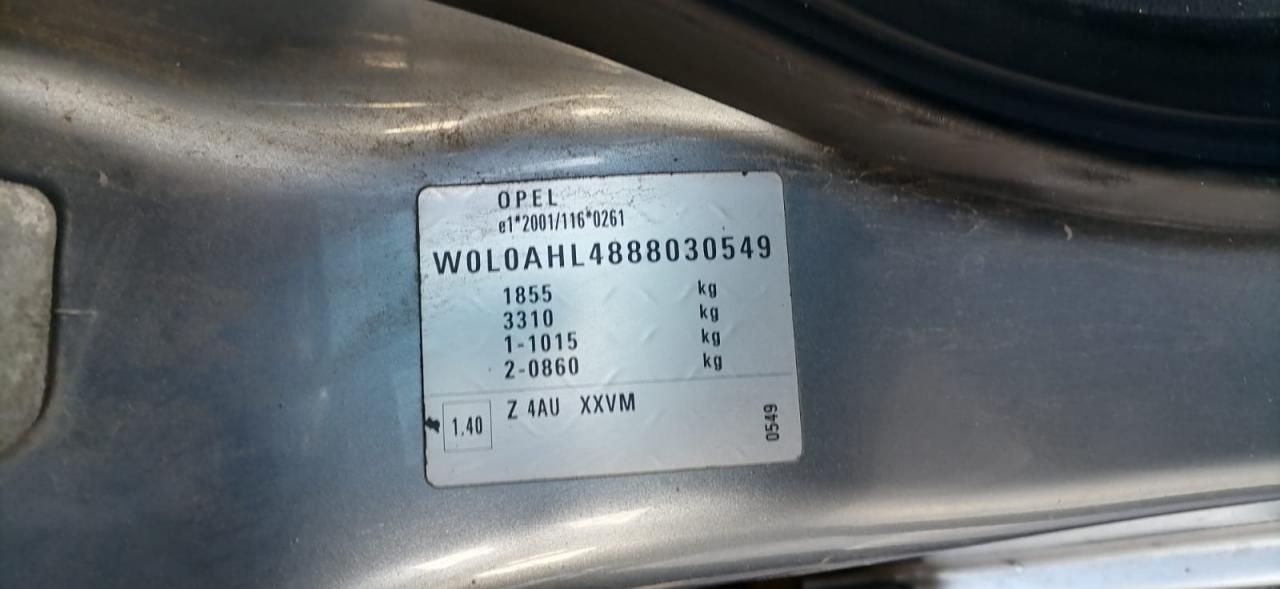 OPEL
e1*2001/116*0261
W0L0AHL4888030549
1855 kg
3310 kg
1-1015 kg
2-0860 kg
1.40 Z 4AU XXVM
0549